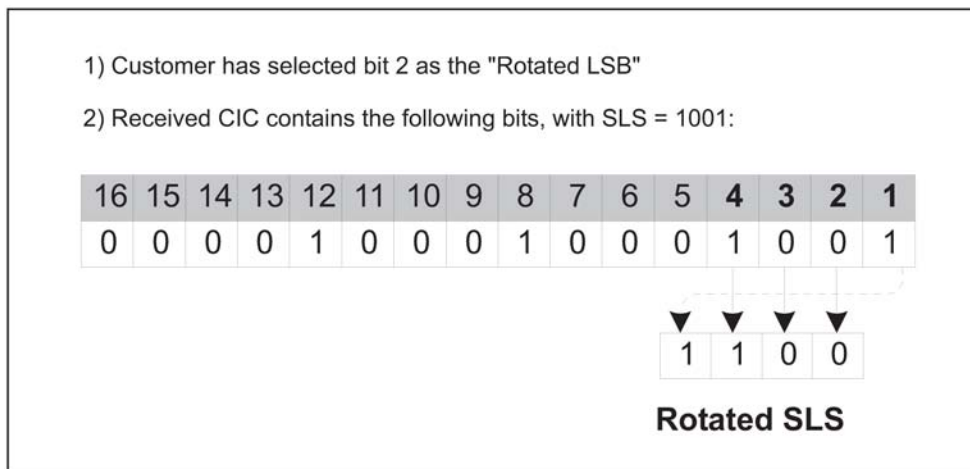 1) Customer has selected bit 2 as the "Rotated LSB"
2) Received CIC contains the following bits, with SLS = 1001:
16 15 14 13 12 11 10 9 8 7 6 5 4 3 2 1
0 0 0 0 1 0 0 0 1 0 0 0 1 0 0 1
1 1 0 0
Rotated SLS